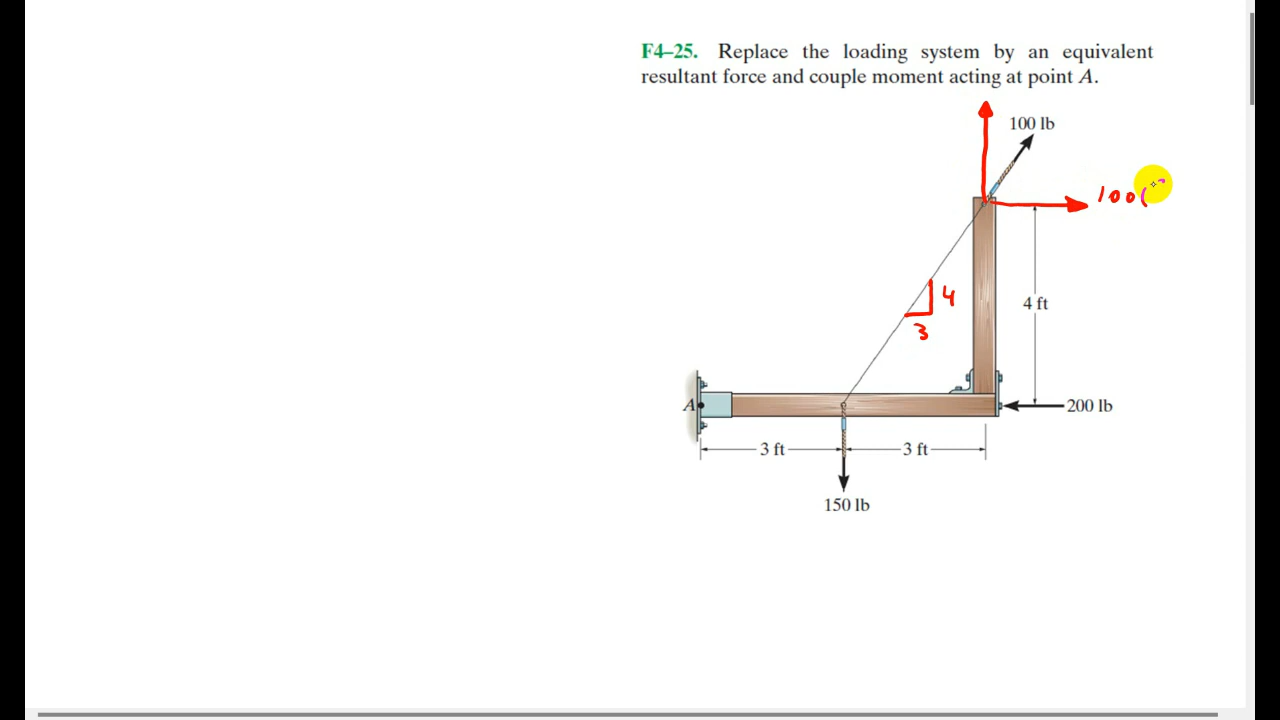 F4–25. Replace the loading system by an equivalent
resultant force and couple moment acting at point A.
100 lb
100(
4
3
4 ft
A
200 lb
3 ft
3 ft
150 lb